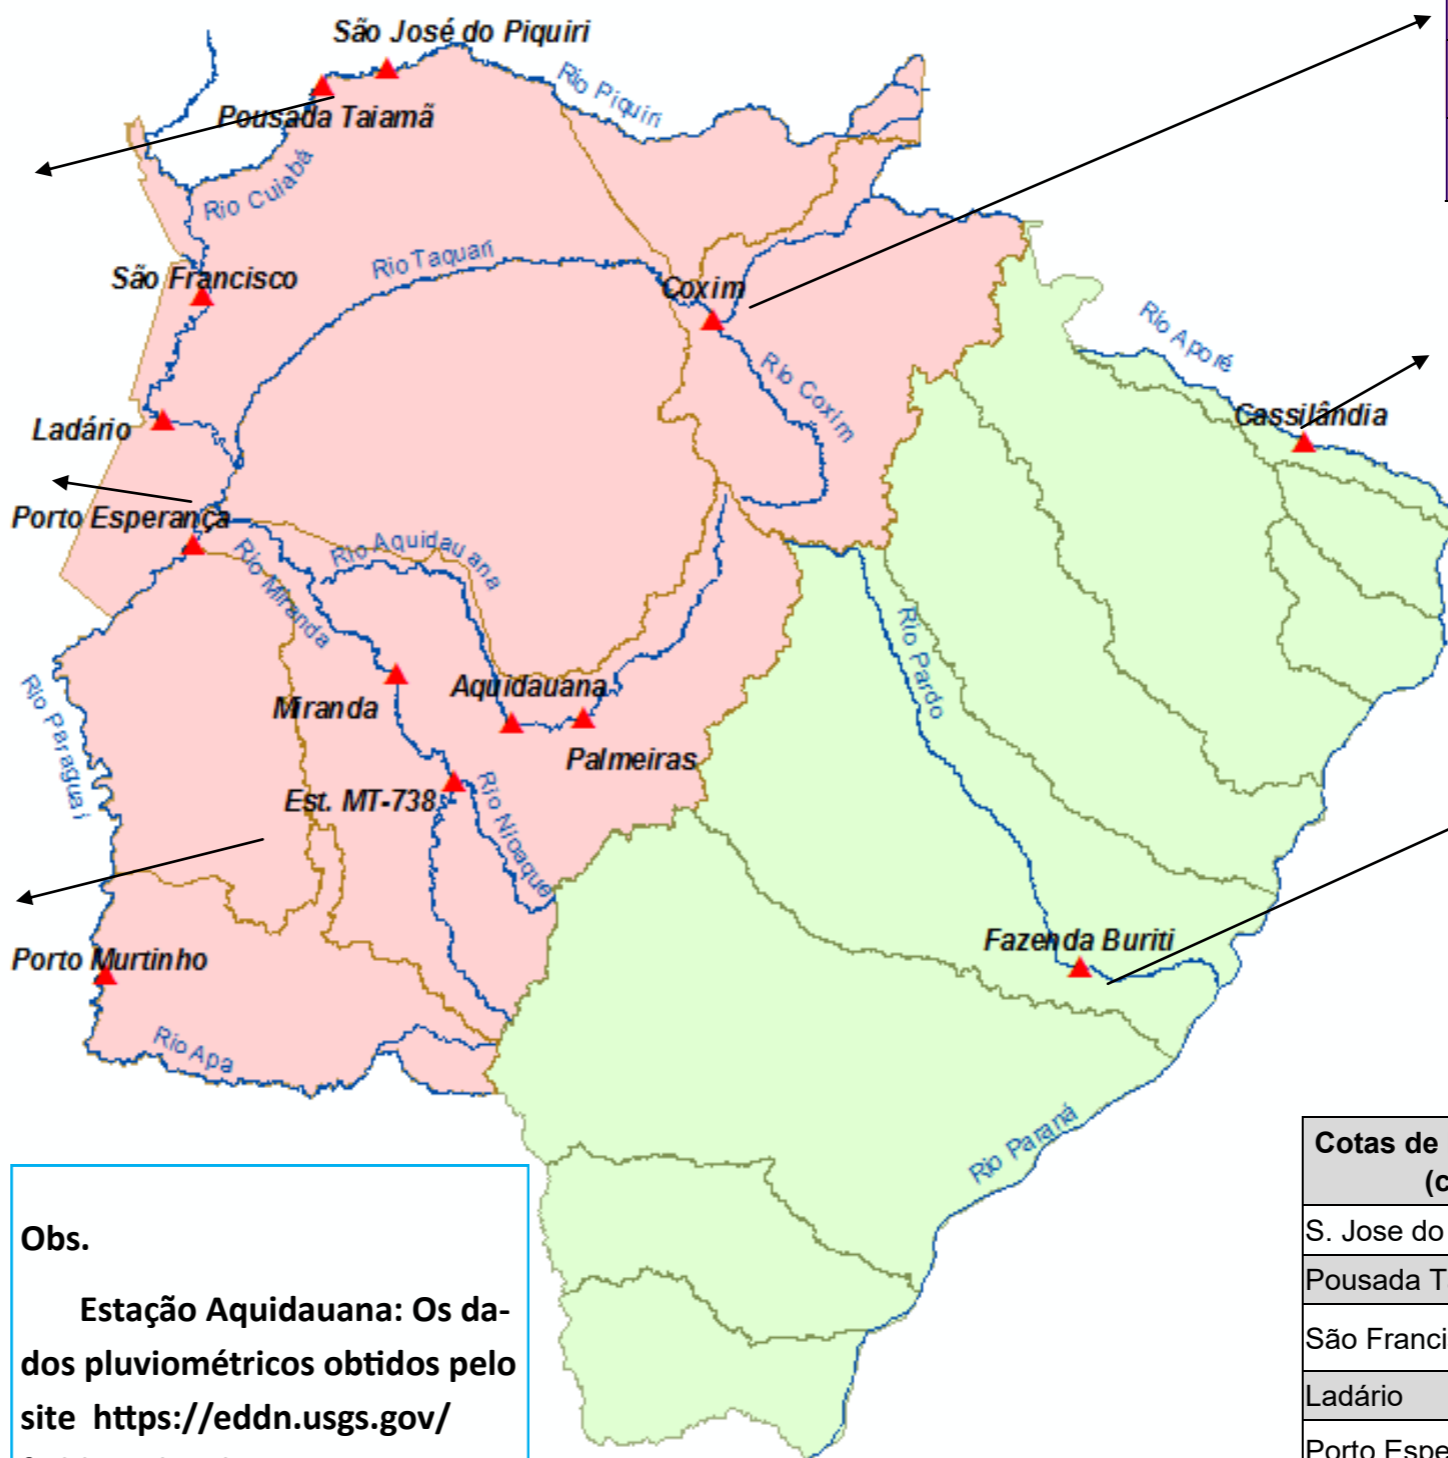 São José do Piquiri
Rio Piquiri
Pousada Taiamã
Rio Cuiabá
Rio Taquari
São Francisco
Coxim
Rio Aporé
Rio Coxim
Cassilândia
Ladário
Porto Esperança
Rio Aquidauana
Rio Miranda
Rio Pardo
Aquidauana
Miranda
Rio Paraguai
Palmeiras
Est. MT-738
Rio Nioaque
Fazenda Buriti
Porto Murtinho
Rio Apa
Rio Paraná
Obs.
Estação Aquidauana: Os da-
dos pluviométricos obtidos pelo
site https://eddn.usgs.gov/
Cotas de
(c
S. Jose do
Pousada T
São Franci
Ladário
Porto Espe